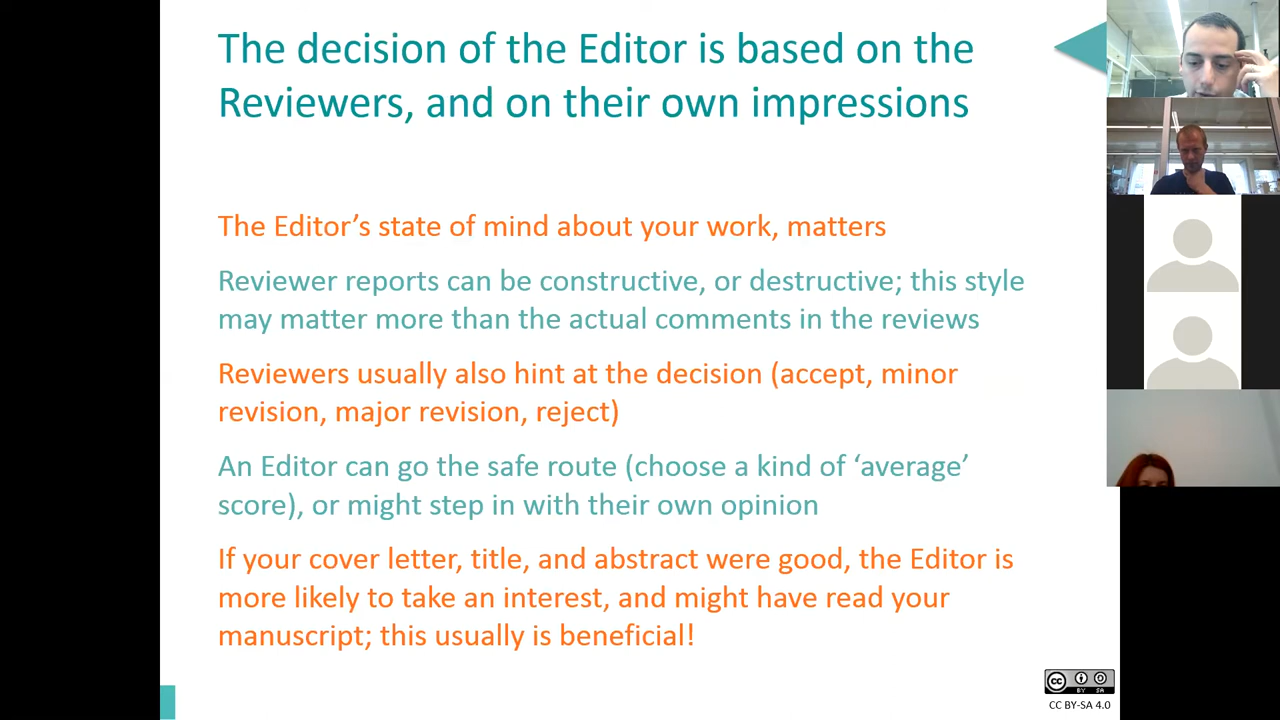 The decision of the Editor is based on the
Reviewers, and on their own impressions
The Editor’s state of mind about your work, matters
Reviewer reports can be constructive, or destructive; this style
may matter more than the actual comments in the reviews
Reviewers usually also hint at the decision (accept, minor
revision, major revision, reject)
An Editor can go the safe route (choose a kind of ‘average’
score), or might step in with their own opinion
If your cover letter, title, and abstract were good, the Editor is
more likely to take an interest, and might have read your
manuscript; this usually is beneficial!
cc BY SA
CC BY-SA 4.0